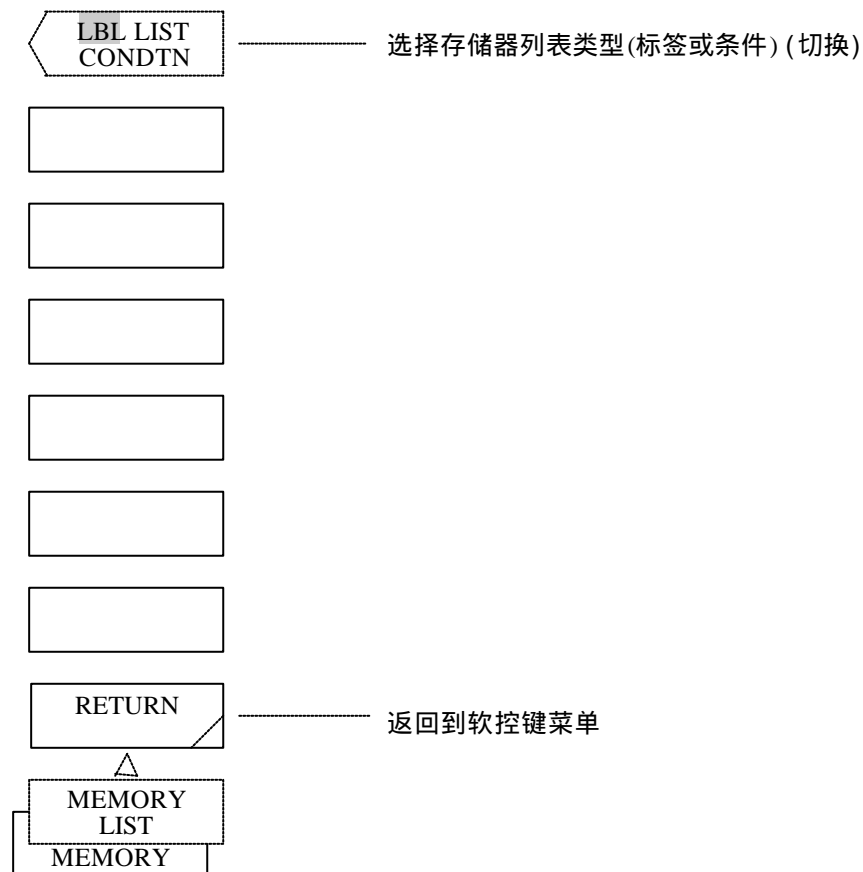 LBL LIST
CONDTN
选择存储器列表类型(标签或条件) (切换)
RETURN
返回到软控键菜单
MEMORY
LIST
MEMORY